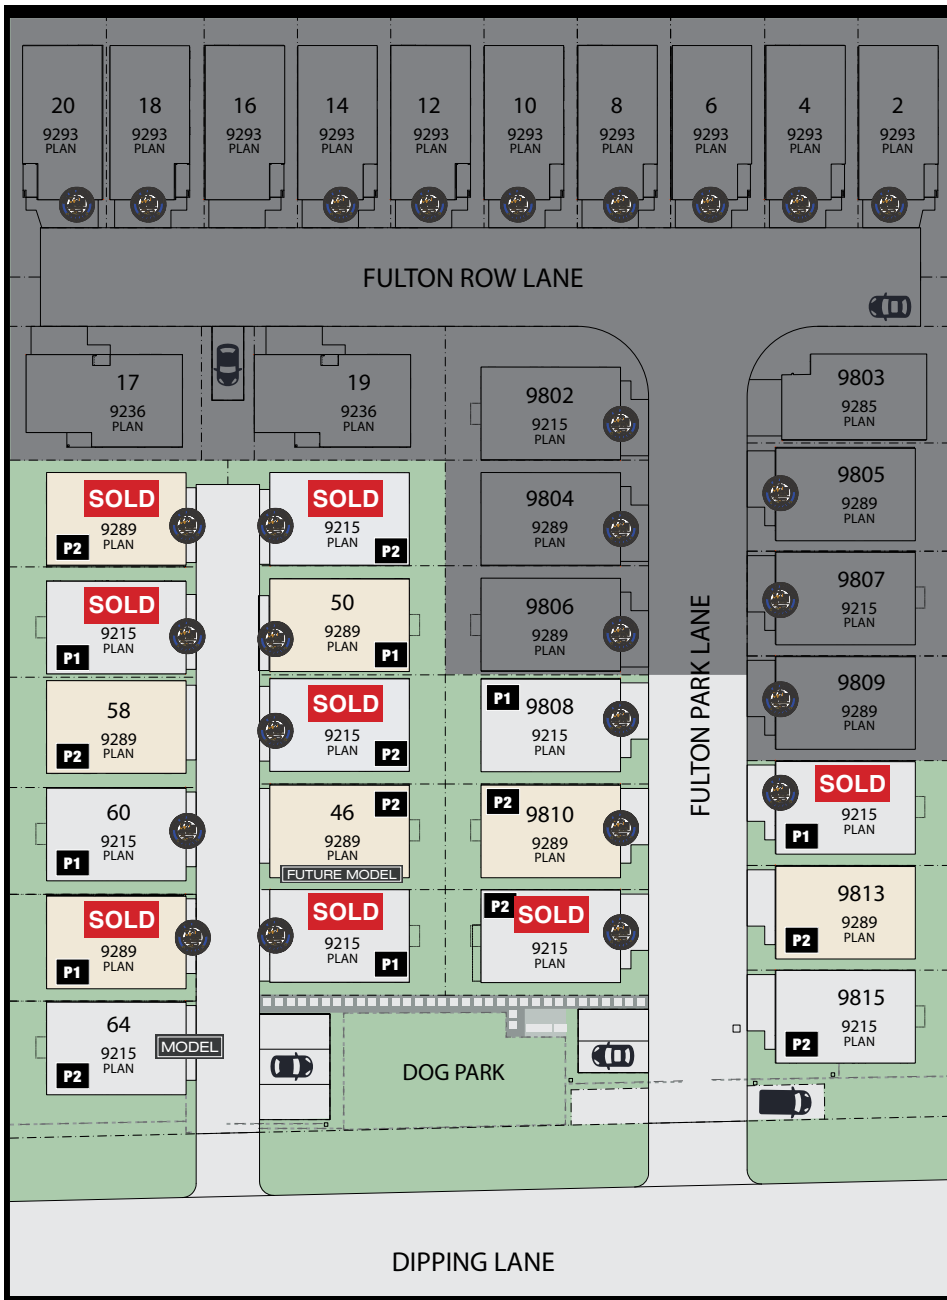 20
9293
PLAN
18
9293
PLAN
16
9293
PLAN
14
9293
PLAN
12
9293
PLAN
10
9293
PLAN
8
9293
PLAN
6
9293
PLAN
4
9293
PLAN
2
9293
PLAN
FULTON ROW LANE
17
9236
PLAN
19
9236
PLAN
9802
9215
PLAN
9803
9285
PLAN
SOLD
9289
PLAN
P2
SOLD
9215
PLAN
P2
9804
9289
PLAN
9805
9289
PLAN
SOLD
9215
PLAN
P1
50
9289
PLAN
P1
9806
9289
PLAN
9807
9215
PLAN
FULTON PARK LANE
58
9289
PLAN
P2
SOLD
9215
PLAN
P2
P1
9808
9215
PLAN
9809
9289
PLAN
60
9215
PLAN
P1
46
P2
9289
PLAN
FUTURE MODEL
P2
9810
9289
PLAN
SOLD
9215
PLAN
P1
SOLD
9289
PLAN
P1
SOLD
9215
PLAN
P1
P2
SOLD
9215
PLAN
9813
9289
PLAN
P2
64
9215
PLAN
P2
MODEL
9815
9215
PLAN
P2
DOG PARK
DIPPING LANE